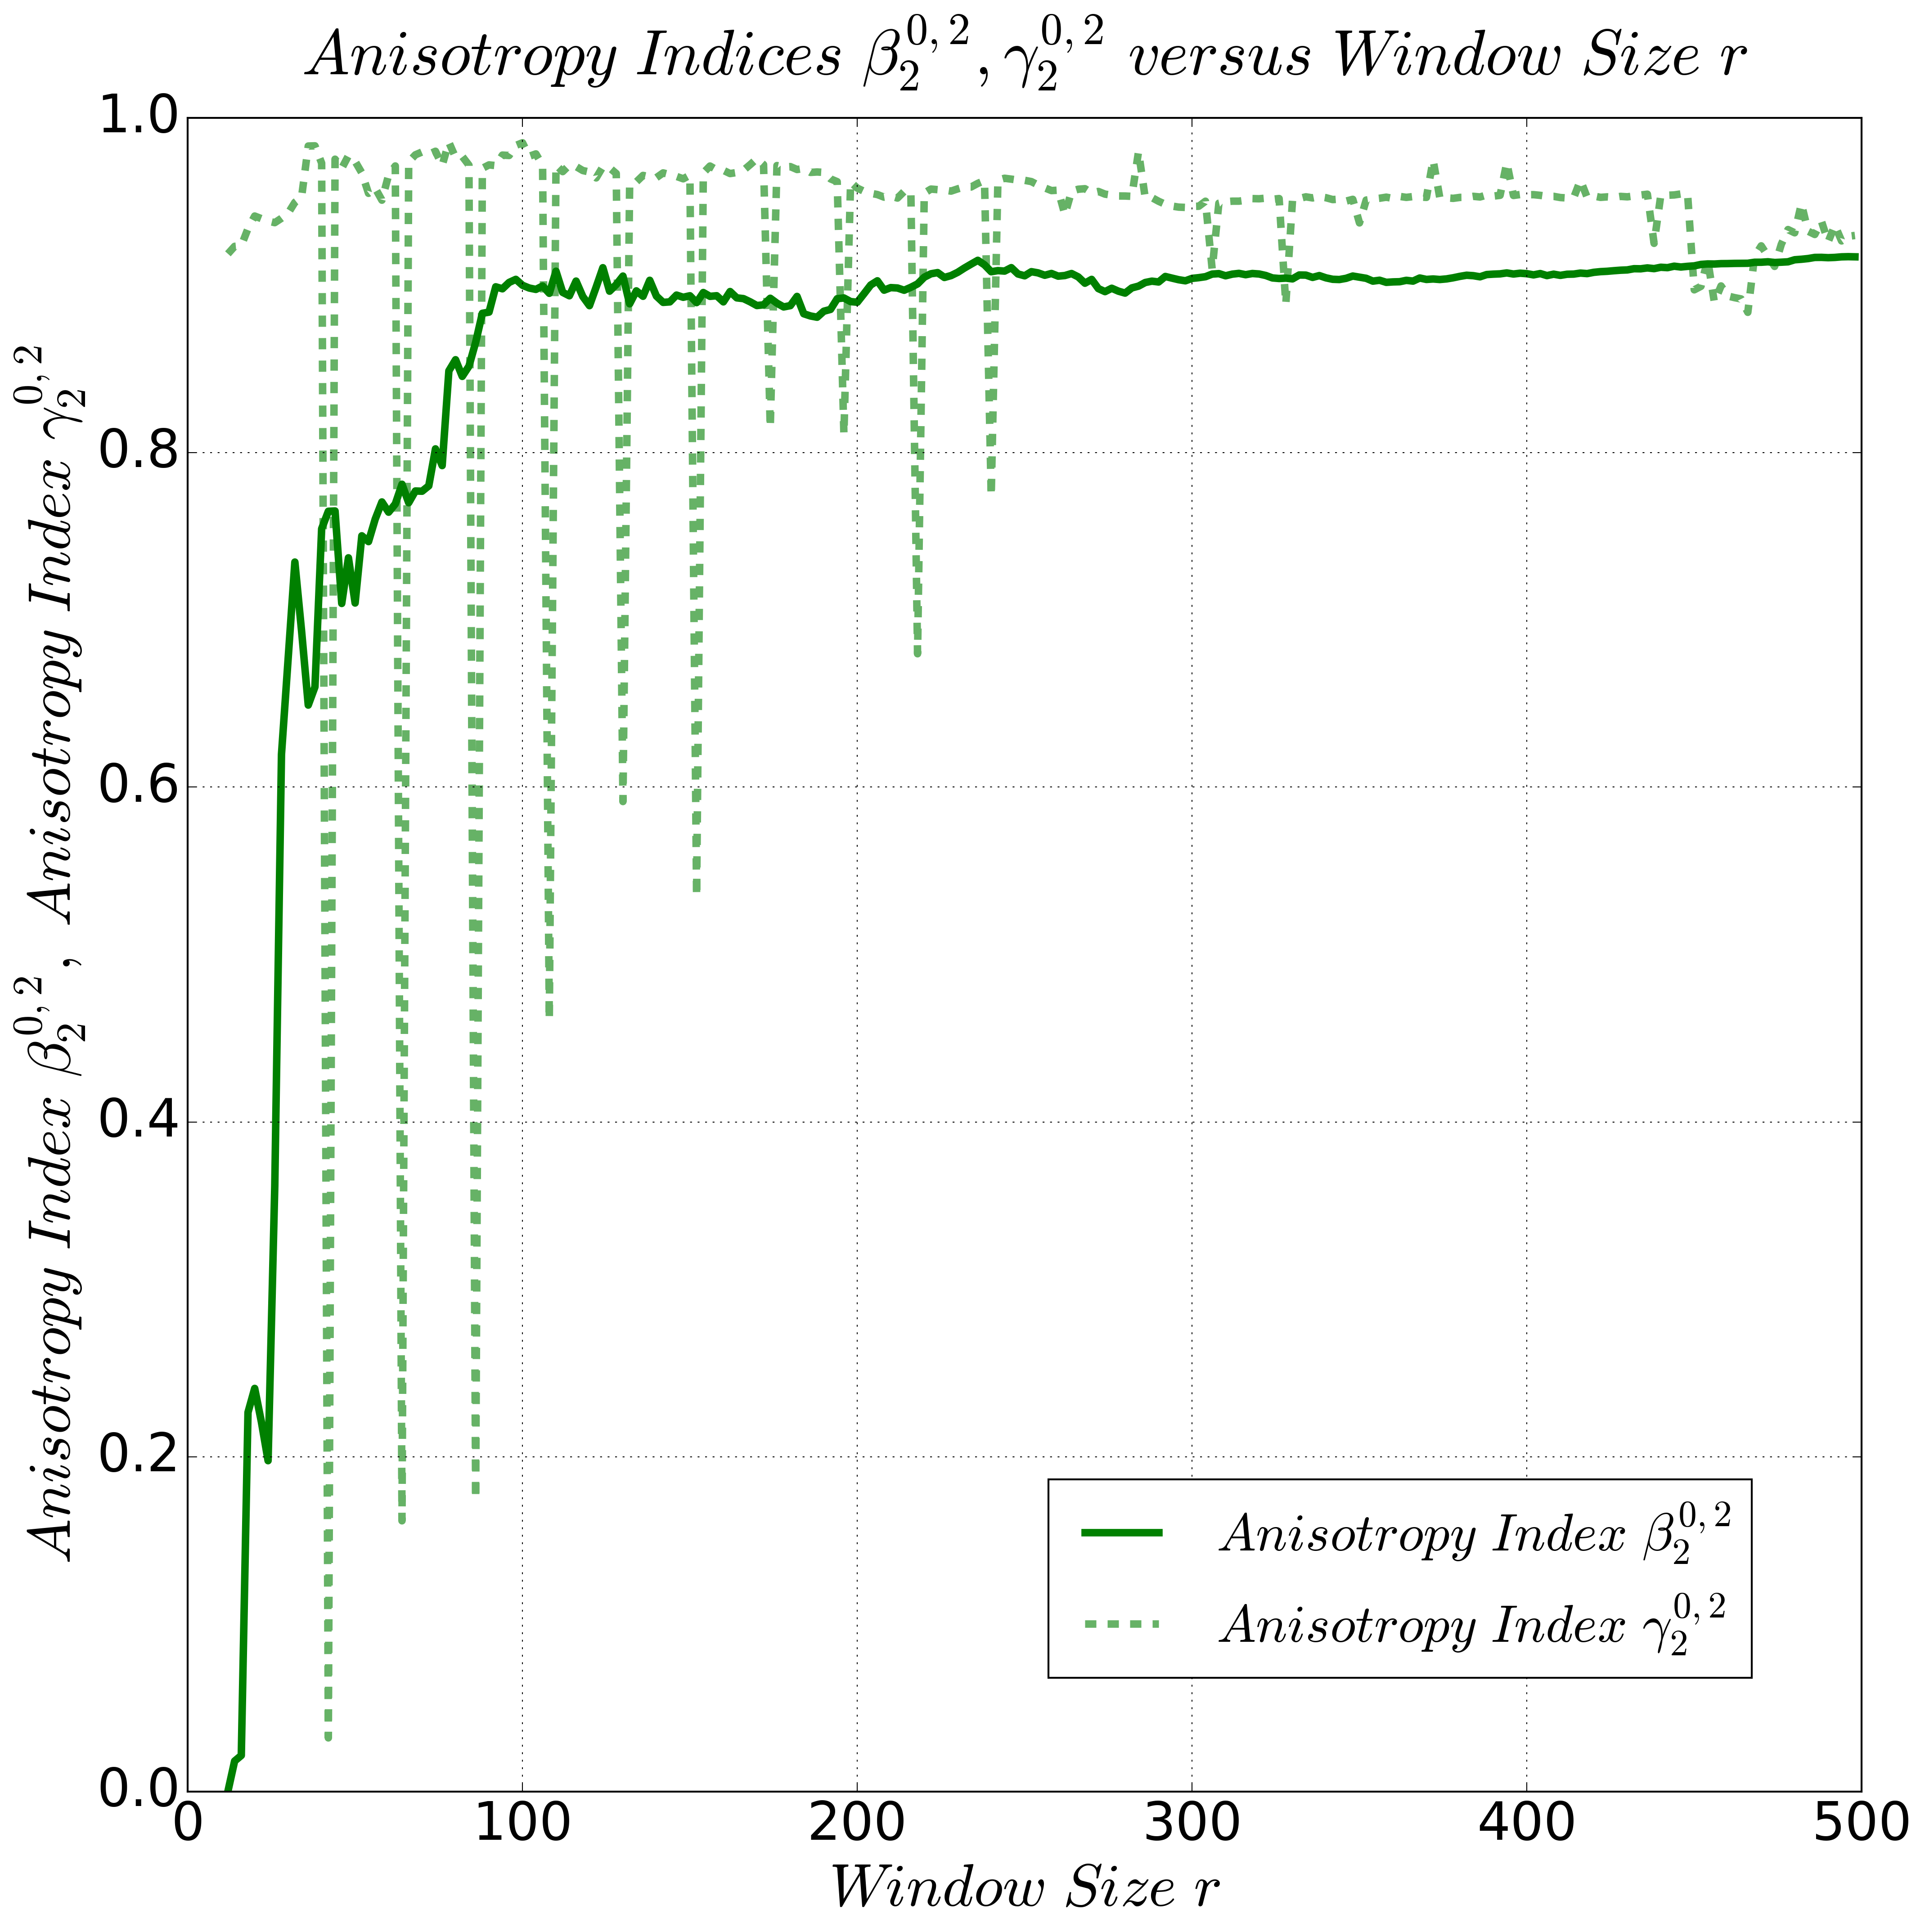 Anisotropy Indices β₂^{0,2}, γ₂^{0,2} versus Window Size r
Anisotropy Index β₂^{0,2}, Anisotropy Index γ₂^{0,2}
1.0
0.8
0.6
0.4
0.2
0.0
Anisotropy Index β₂^{0,2}
Anisotropy Index γ₂^{0,2}
0 100 200 300 400 500
Window Size r